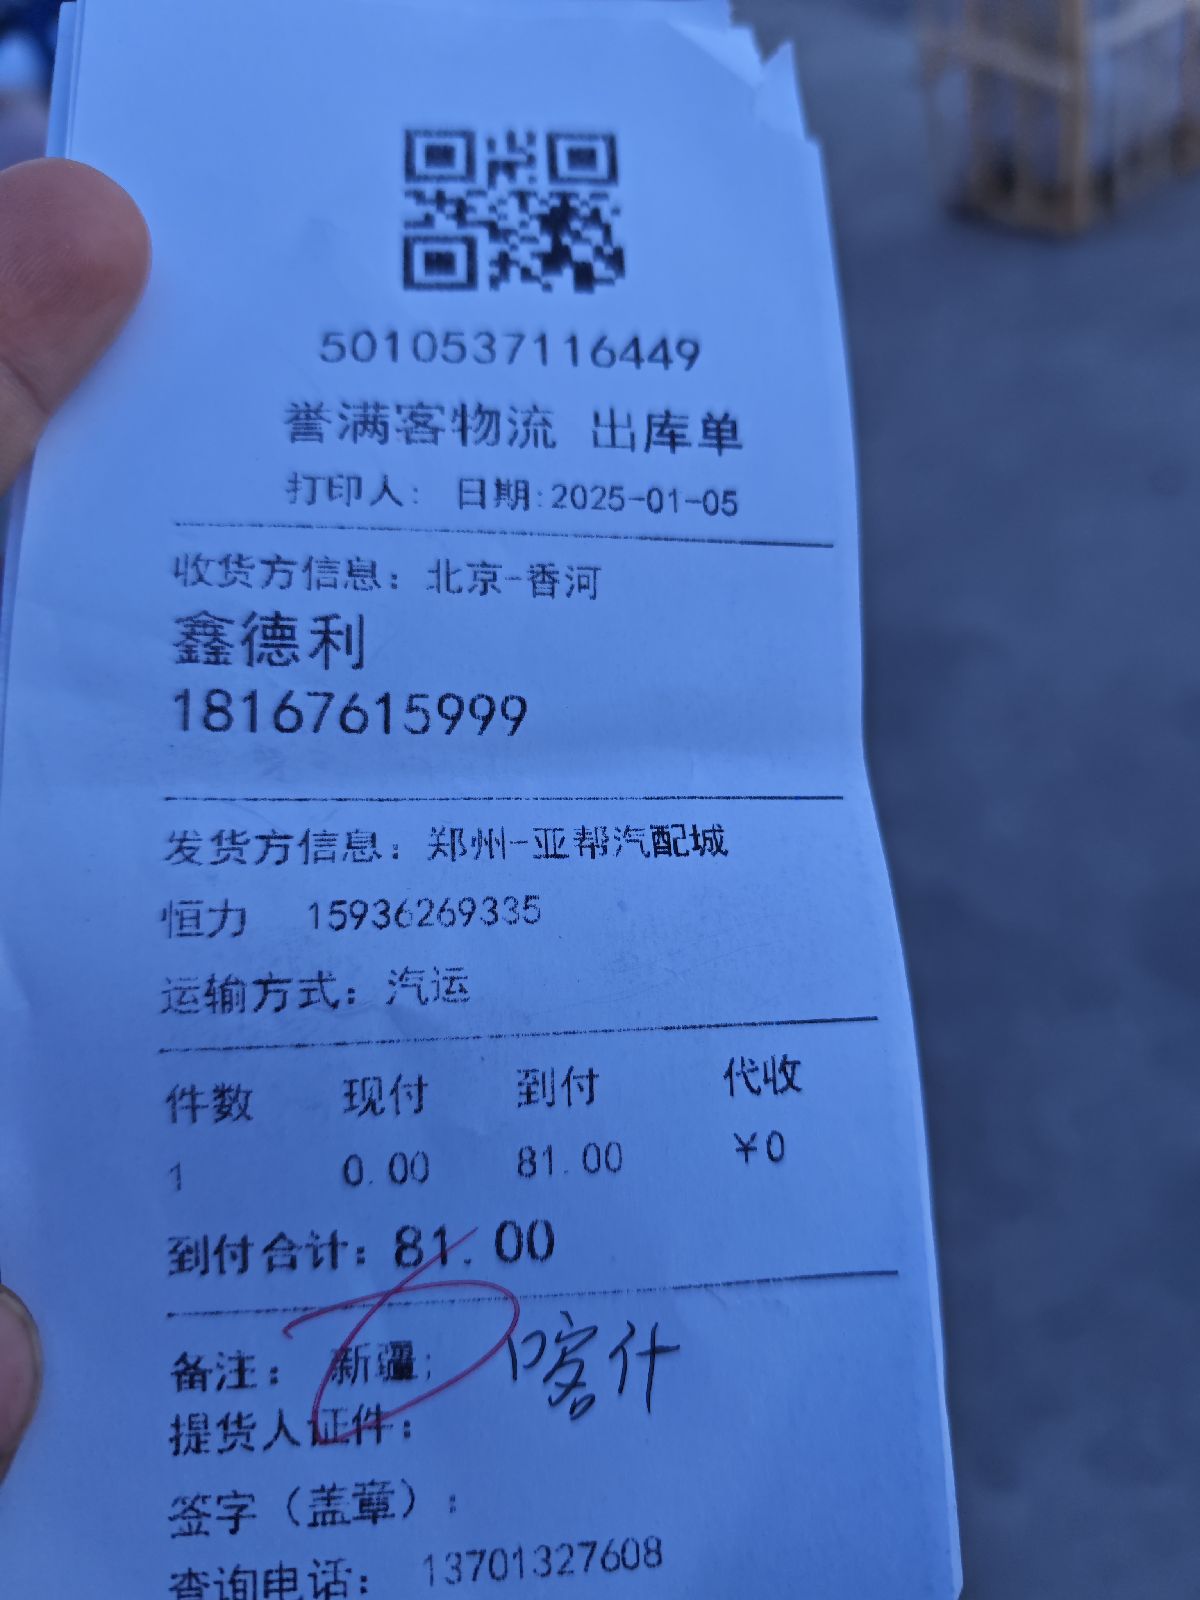 5010537116449
誉满客物流 出库单
打印人： 日期:2025-01-05
收货方信息：北京-香河
鑫德利
18167615999
发货方信息：郑州-亚帮汽配城
恒力 15936269335
运输方式：汽运
件数 现付 到付 代收
1 0.00 81.00 ¥0
到付合计：81.00
备注： 新疆; 喀什
提货人证件：
签字（盖章）：
查询电话： 13701327608